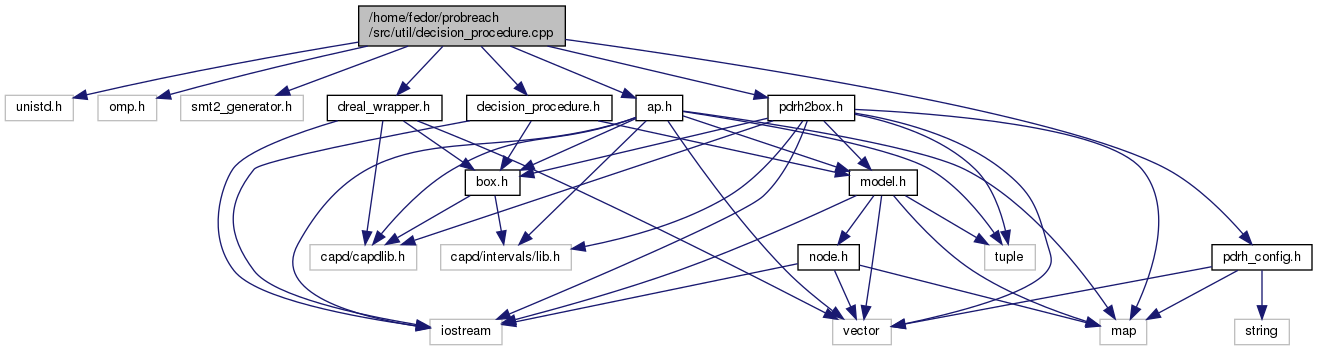 /home/fedor/probreach
/src/util/decision_procedure.cpp
unistd.h
omp.h
smt2_generator.h
dreal_wrapper.h
decision_procedure.h
ap.h
pdrh2box.h
box.h
model.h
capd/capdlib.h
capd/intervals/lib.h
node.h
tuple
pdrh_config.h
iostream
vector
map
string